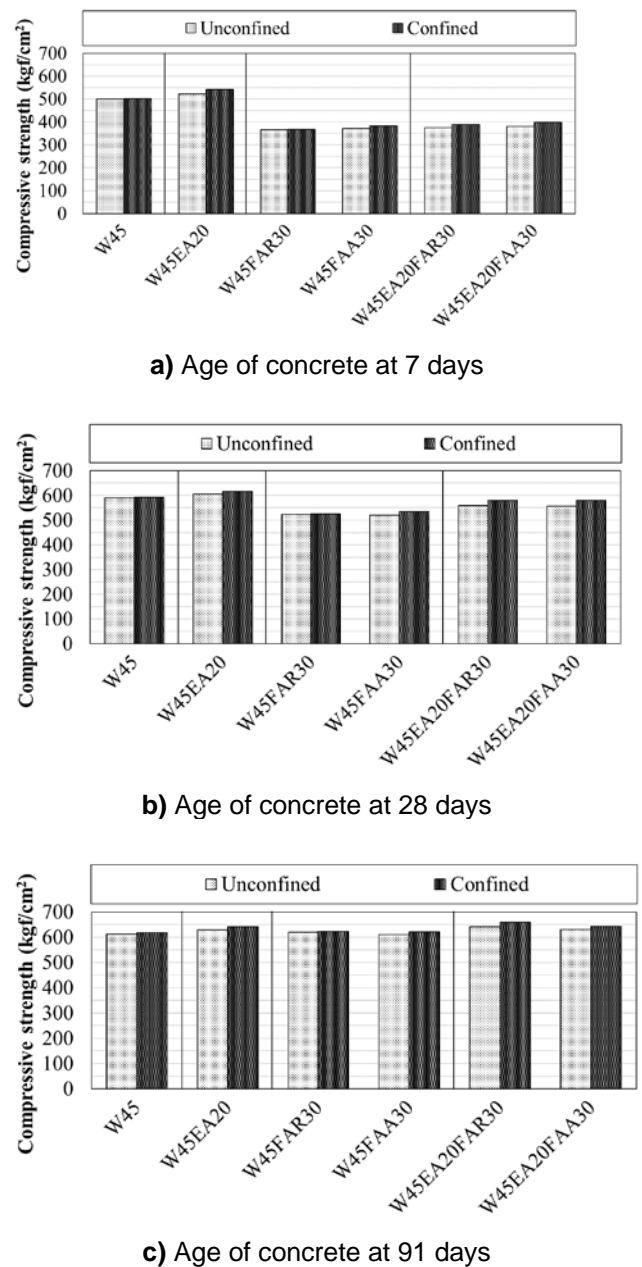 Unconfined Confined
Compressive strength (kgf/cm²)
700
600
500
400
300
200
100
0
W45
W45EA20
W45FAR30
W45FAA30
W45EA20FAR30
W45EA20FAA30
a) Age of concrete at 7 days
Unconfined Confined
Compressive strength (kgf/cm²)
700
600
500
400
300
200
100
0
W45
W45EA20
W45FAR30
W45FAA30
W45EA20FAR30
W45EA20FAA30
b) Age of concrete at 28 days
Unconfined Confined
Compressive strength (kgf/cm²)
700
600
500
400
300
200
100
0
W45
W45EA20
W45FAR30
W45FAA30
W45EA20FAR30
W45EA20FAA30
c) Age of concrete at 91 days